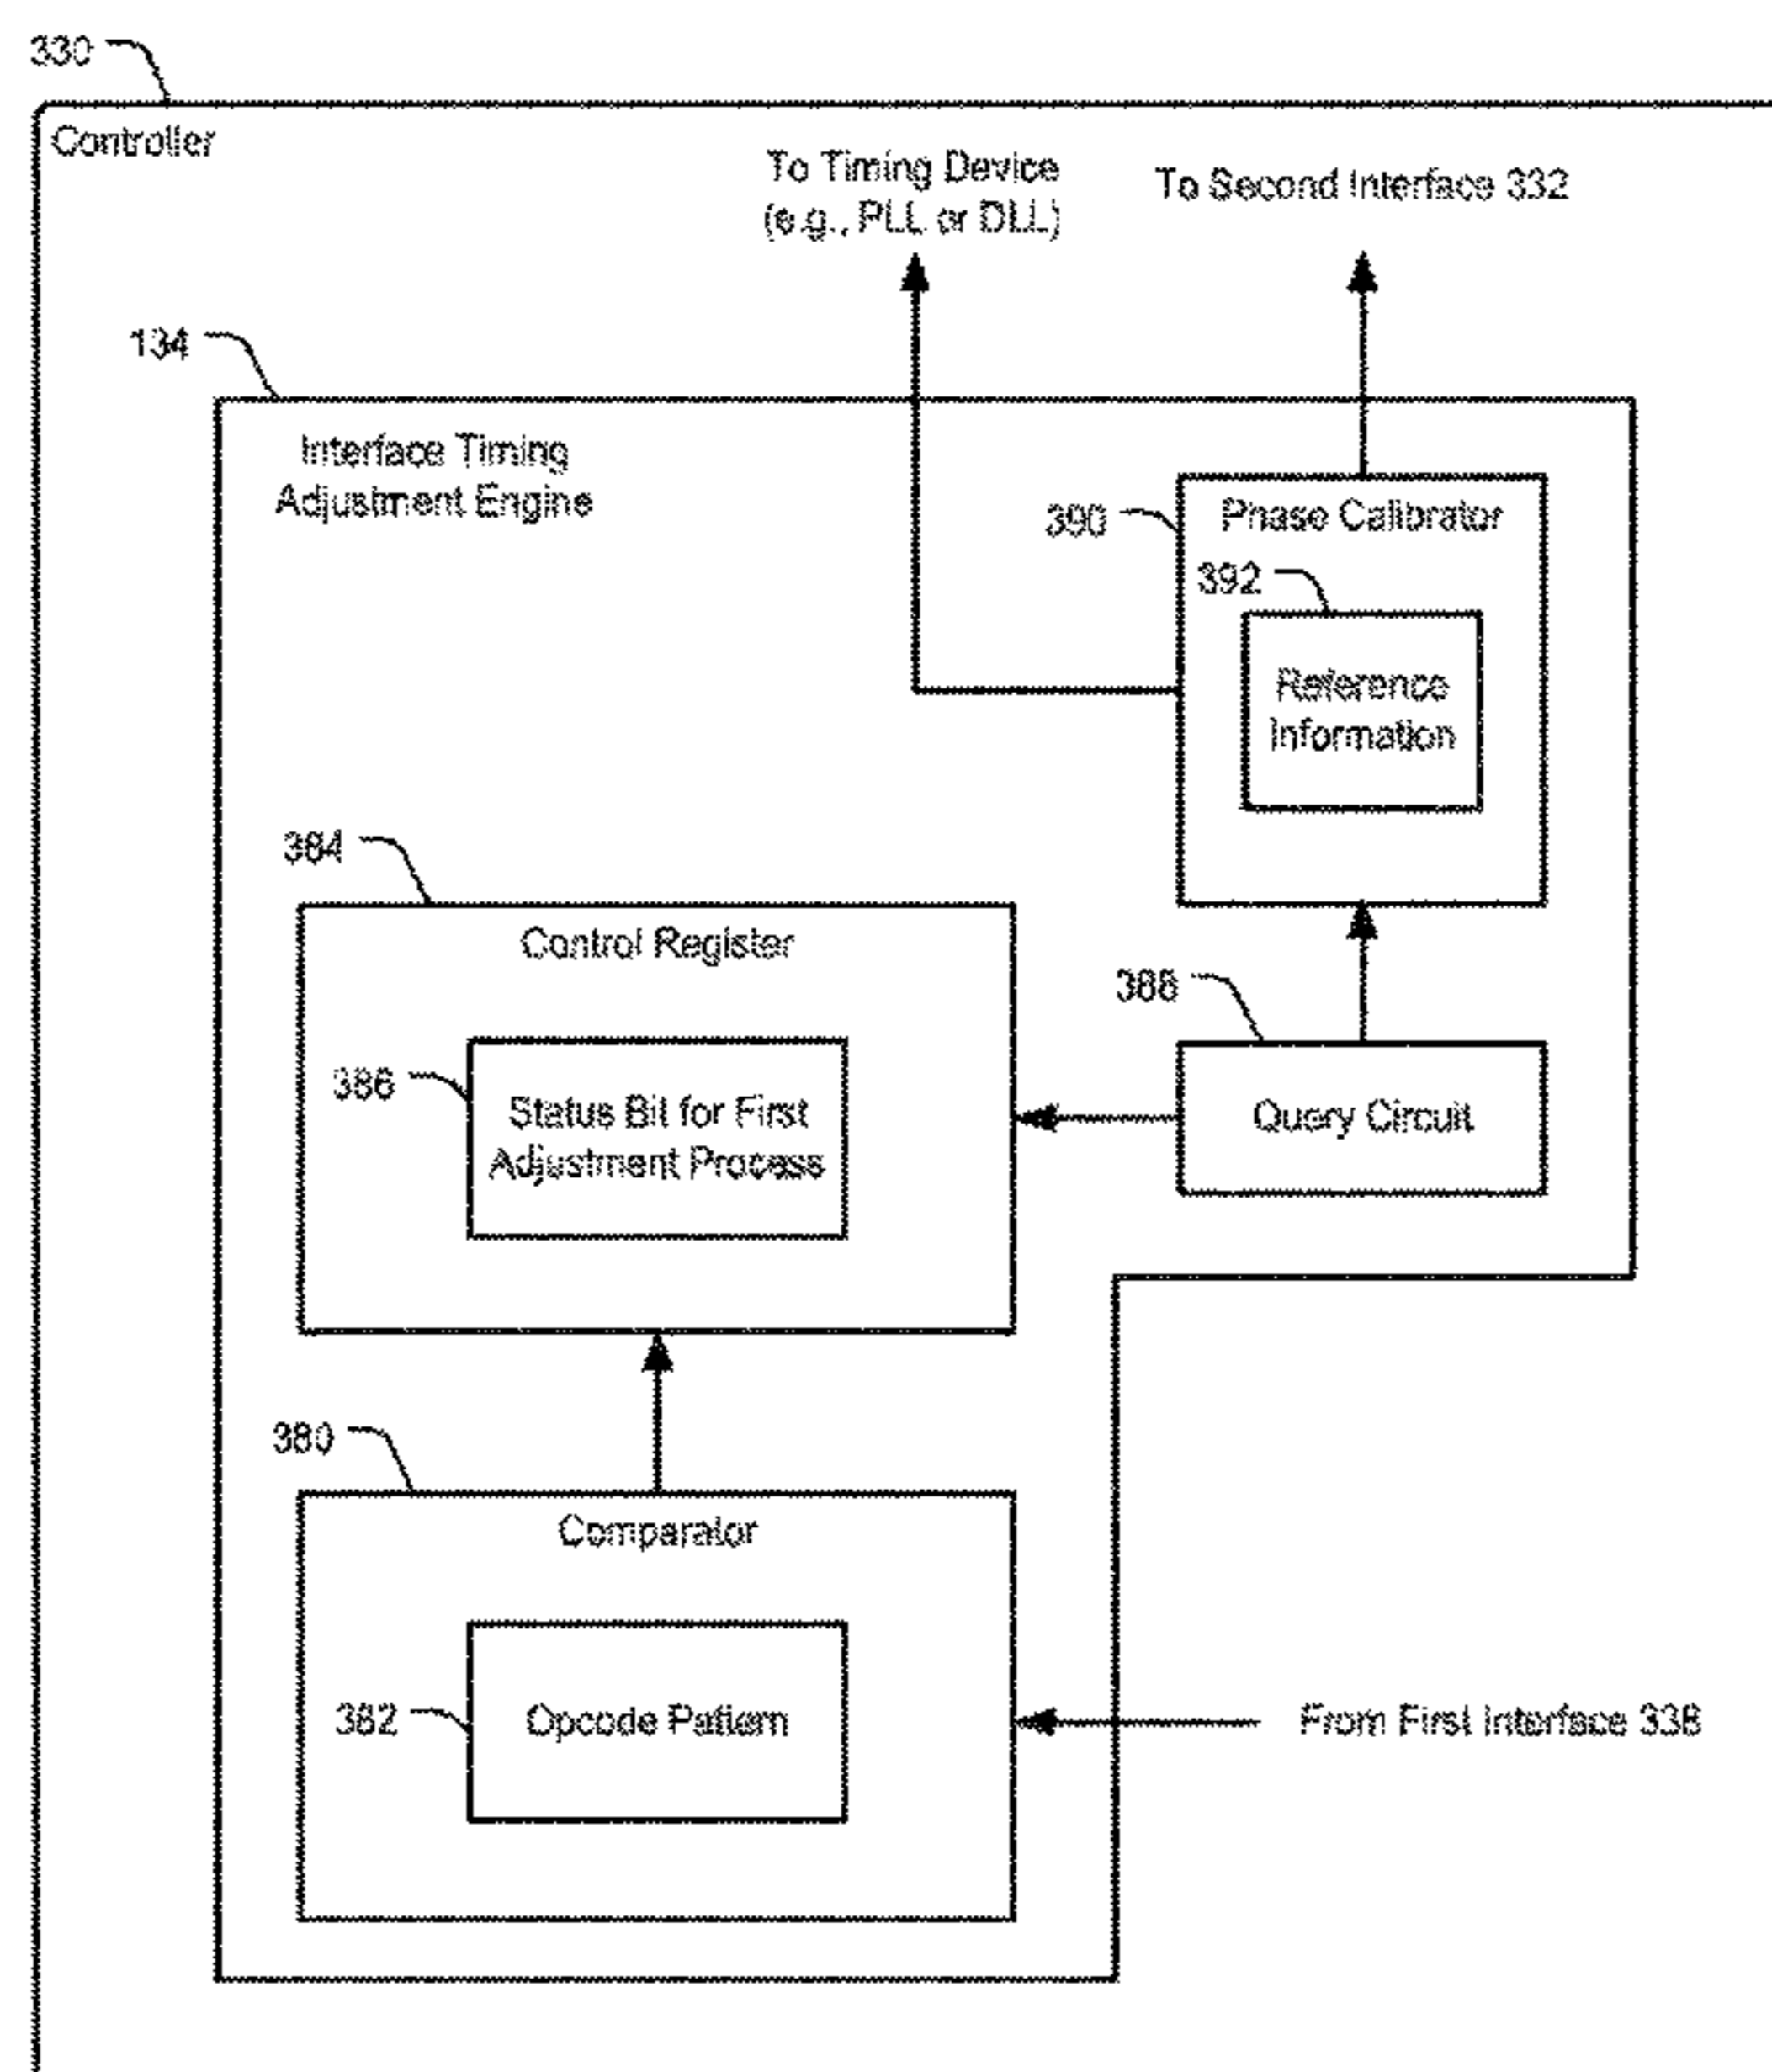 330
Controller
To Timing Device
(e.g., PLL or DLL)
To Second Interface 332
134
Interface Timing
Adjustment Engine
390
Phase Calibrator
392
Reference
Information
384
Control Register
388
386
Status Bit for First
Adjustment Process
Query Circuit
380
Comparator
382
Opcode Pattern
From First Interface 338